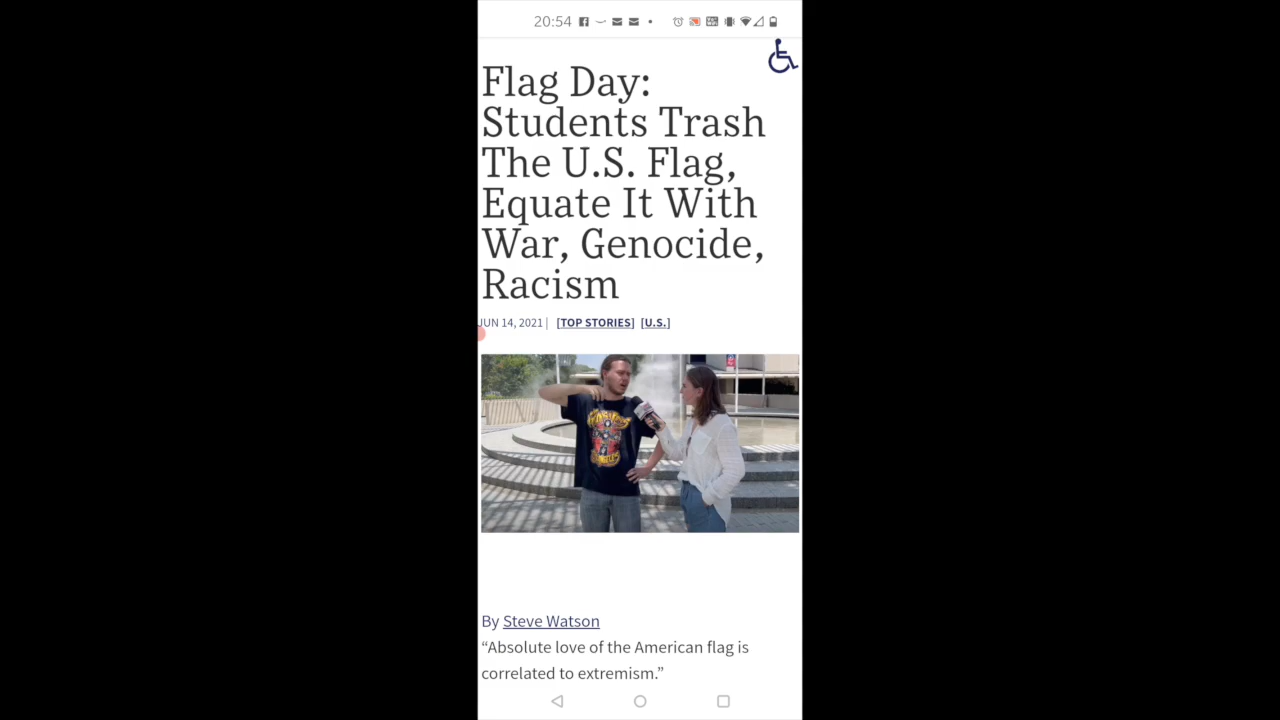 20:54
Flag Day:
Students Trash
The U.S. Flag,
Equate It With
War, Genocide,
Racism
JUN 14, 2021 | [TOP STORIES] [U.S.]
By Steve Watson
“Absolute love of the American flag is
correlated to extremism.”